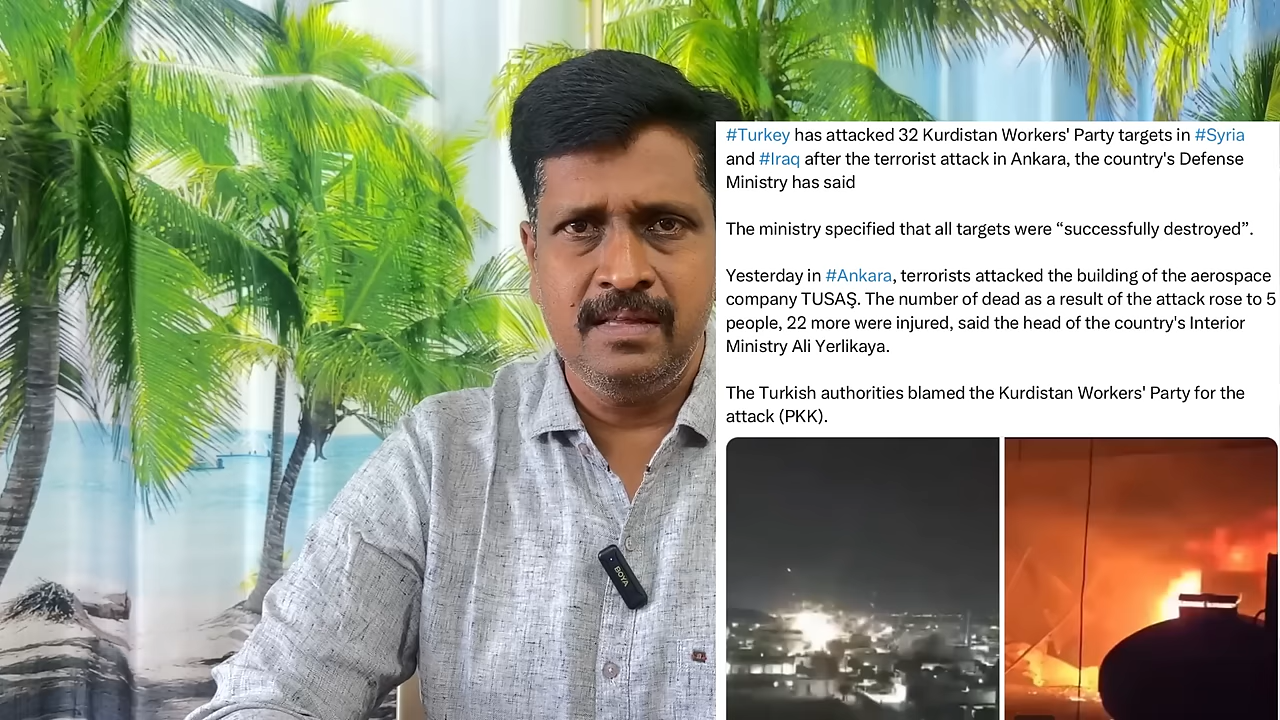 #Turkey has attacked 32 Kurdistan Workers' Party targets in #Syria
and #Iraq after the terrorist attack in Ankara, the country's Defense
Ministry has said
The ministry specified that all targets were “successfully destroyed”.
Yesterday in #Ankara, terrorists attacked the building of the aerospace
company TUSAŞ. The number of dead as a result of the attack rose to 5
people, 22 more were injured, said the head of the country's Interior
Ministry Ali Yerlikaya.
The Turkish authorities blamed the Kurdistan Workers' Party for the
attack (PKK).
BOYA